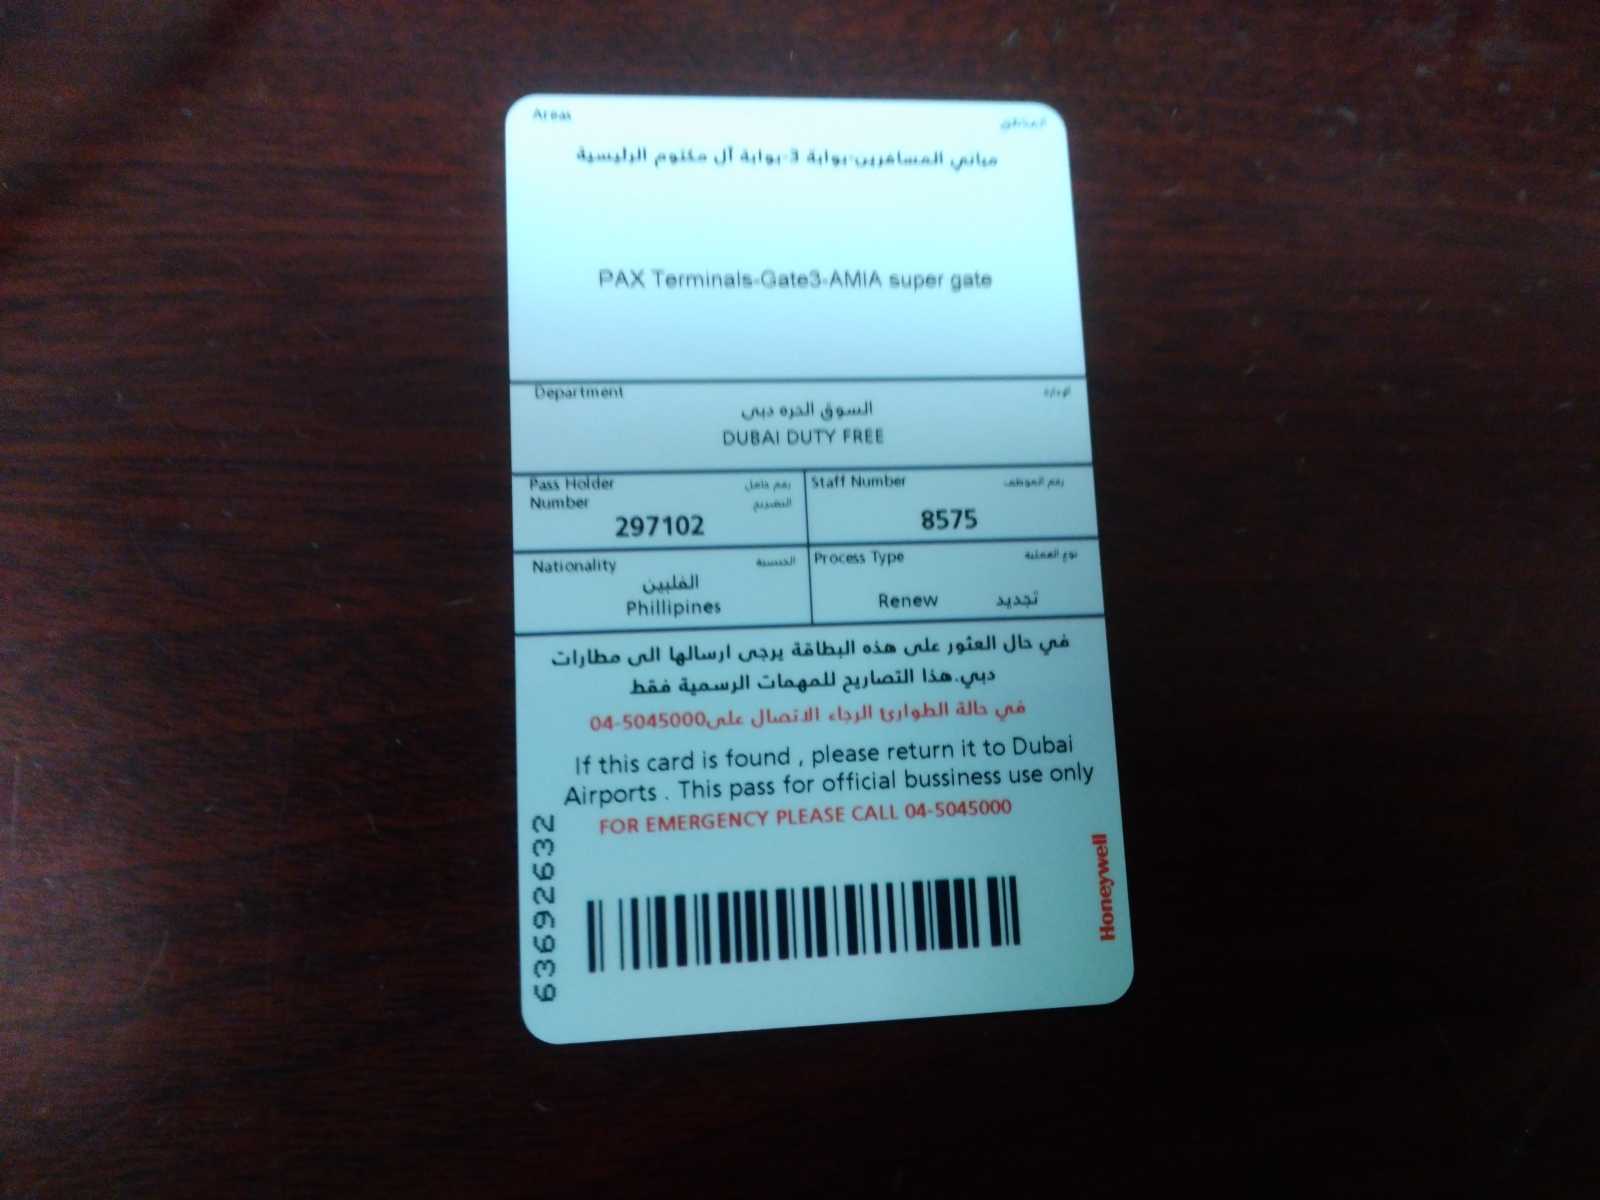 Areas المناطق
مباني المسافرين-بوابة 3-بوابة آل مكتوم الرئيسية
PAX Terminals-Gate3-AMIA super gate
Department الإدارة
السوق الحره دبي
DUBAI DUTY FREE
Pass Holder رقم حامل
Number التصريح
297102
Staff Number رقم الموظف
8575
Nationality الجنسية
الفلبين
Phillipines
Process Type نوع العملية
Renew تجديد
في حال العثور على هذه البطاقة يرجى ارسالها الى مطارات
دبي.هذا التصاريح للمهمات الرسمية فقط
في حالة الطوارئ الرجاء الاتصال على04-5045000
If this card is found , please return it to Dubai
Airports . This pass for official bussiness use only
FOR EMERGENCY PLEASE CALL 04-5045000
63692632
Honeywell